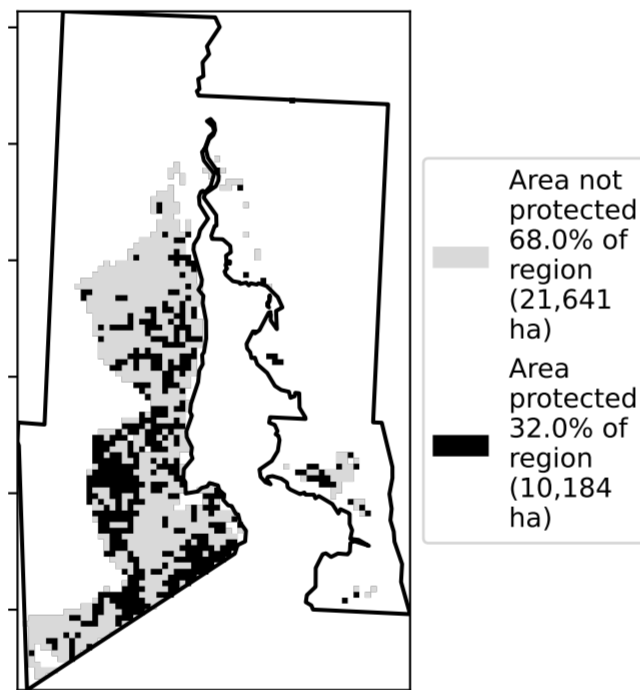 Area not
protected
68.0% of
region
(21,641
ha)
Area
protected
32.0% of
region
(10,184
ha)